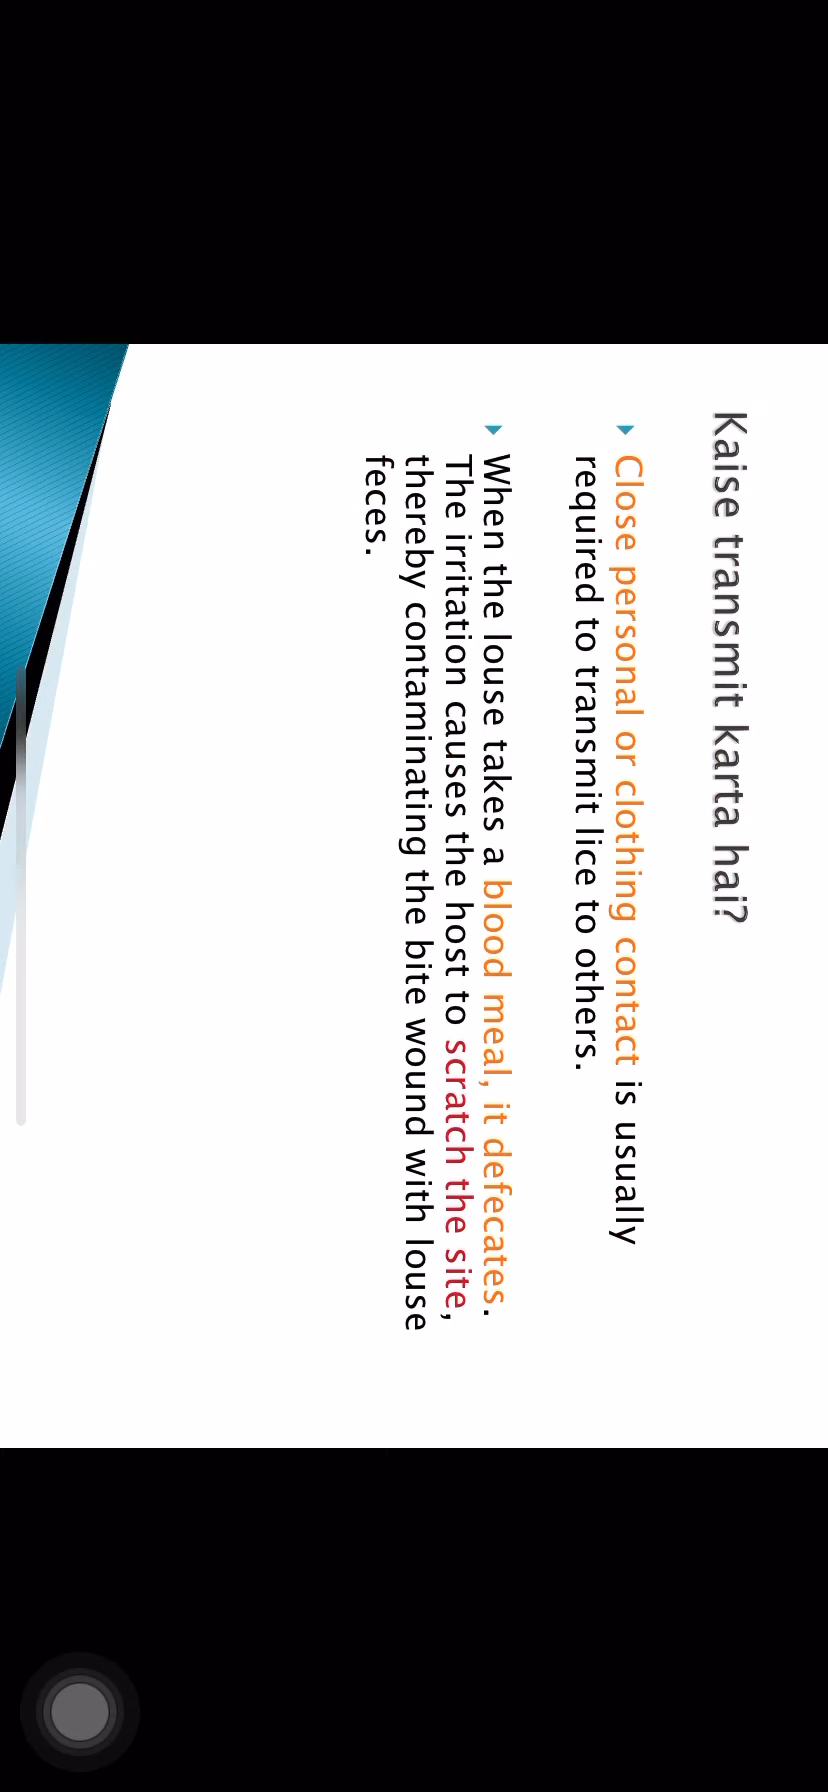 Kaise transmit karta hai?
Close personal or clothing contact is usually
required to transmit lice to others.
When the louse takes a blood meal, it defecates.
The irritation causes the host to scratch the site,
thereby contaminating the bite wound with louse
feces.